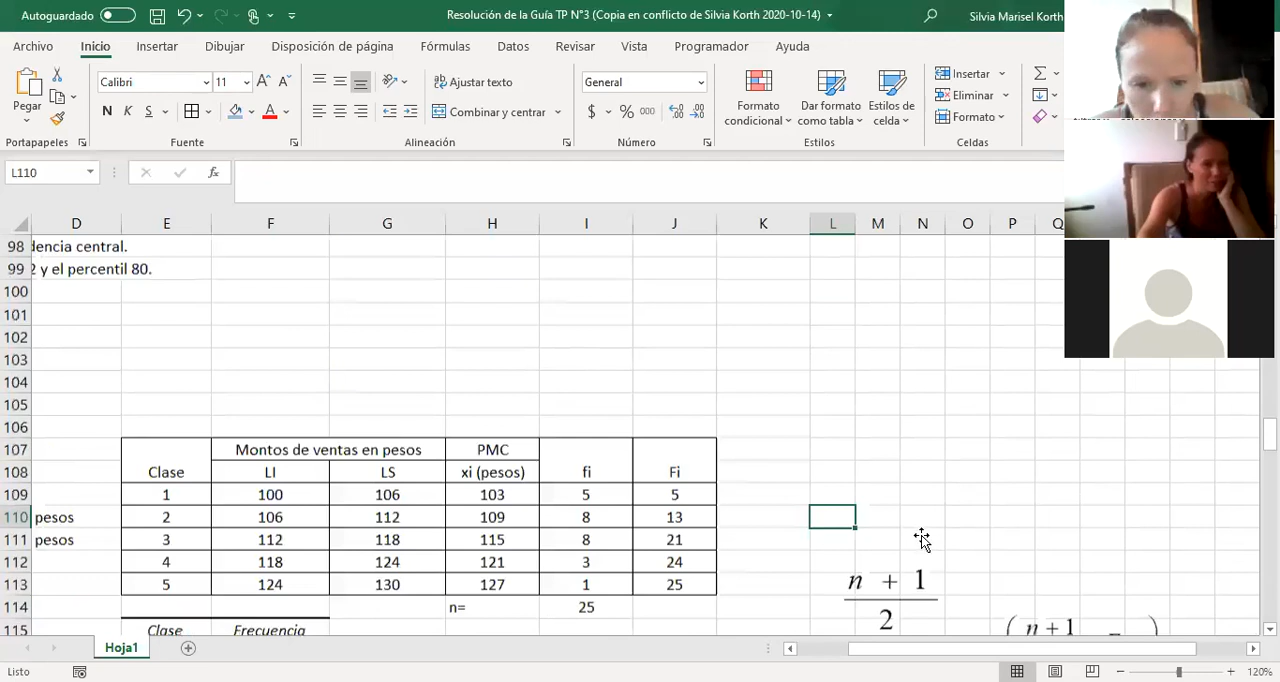 Autoguardado
Resolución de la Guía TP N°3 (Copia en conflicto de Silvia Korth 2020-10-14)
Silvia Marisel Korth
Archivo Inicio Insertar Dibujar Disposición de página Fórmulas Datos Revisar Vista Programador Ayuda
Calibri 11 Ajustar texto General Insertar
Pegar N K S Combinar y centrar $ % 000 Formato condicional Dar formato como tabla Estilos de celda Eliminar
Formato
Portapapeles Fuente Alineación Número Estilos Celdas
L110 fx
D E F G H I J K L M N O P Q
98 dencia central.
99 2 y el percentil 80.
100
101
102
103
104
105
106
107 Montos de ventas en pesos PMC
108 Clase LI LS xi (pesos) fi Fi
109 1 100 106 103 5 5
110 pesos 2 106 112 109 8 13
111 pesos 3 112 118 115 8 21
112 4 118 124 121 3 24
113 5 124 130 127 1 25
114 n= 25
115 Clase Frecuencia
n + 1
2
( n + 1 )
Hoja1
Listo 120%